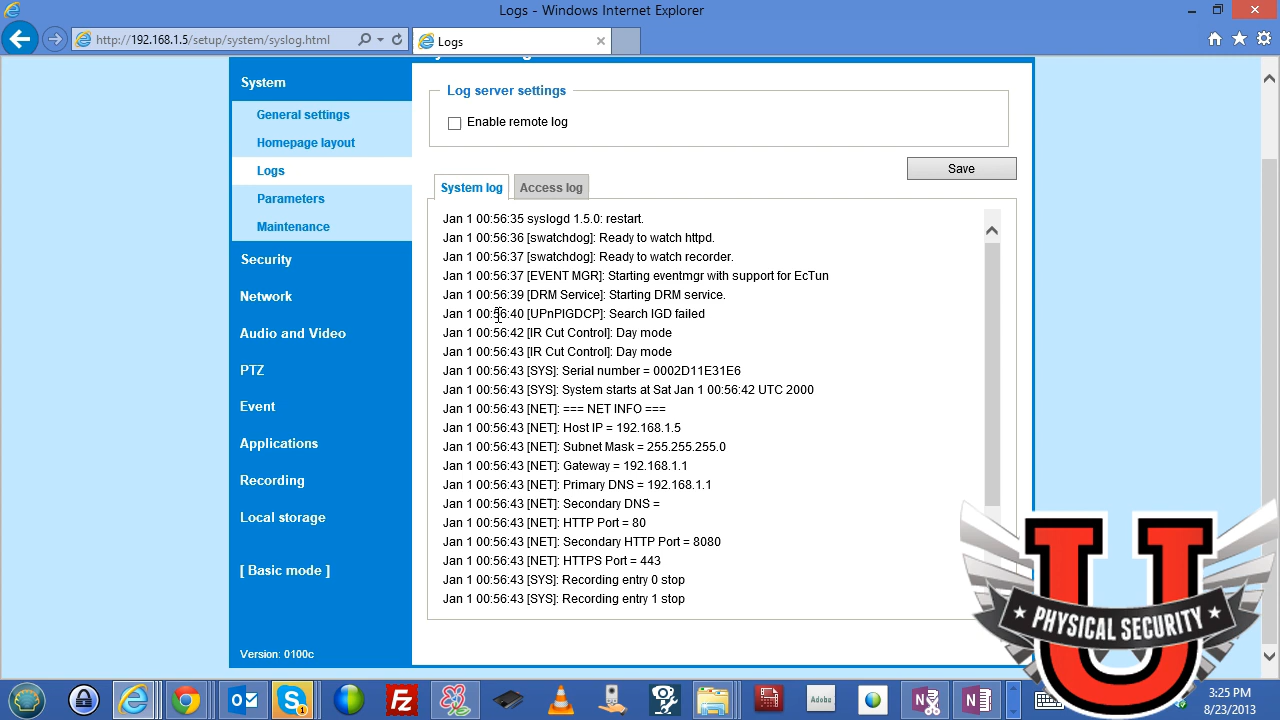 Logs - Windows Internet Explorer
http://192.168.1.5/setup/system/syslog.html
Logs
System
General settings
Homepage layout
Logs
Parameters
Maintenance
Security
Network
Audio and Video
PTZ
Event
Applications
Recording
Local storage
[ Basic mode ]
Version: 0100c
Log server settings
Enable remote log
Save
System log
Access log
Jan 1 00:56:35 syslogd 1.5.0: restart.
Jan 1 00:56:36 [swatchdog]: Ready to watch httpd.
Jan 1 00:56:37 [swatchdog]: Ready to watch recorder.
Jan 1 00:56:37 [EVENT MGR]: Starting eventmgr with support for EcTun
Jan 1 00:56:39 [DRM Service]: Starting DRM service.
Jan 1 00:56:40 [UPnPIGDCP]: Search IGD failed
Jan 1 00:56:42 [IR Cut Control]: Day mode
Jan 1 00:56:43 [IR Cut Control]: Day mode
Jan 1 00:56:43 [SYS]: Serial number = 0002D11E31E6
Jan 1 00:56:43 [SYS]: System starts at Sat Jan 1 00:56:42 UTC 2000
Jan 1 00:56:43 [NET]: === NET INFO ===
Jan 1 00:56:43 [NET]: Host IP = 192.168.1.5
Jan 1 00:56:43 [NET]: Subnet Mask = 255.255.255.0
Jan 1 00:56:43 [NET]: Gateway = 192.168.1.1
Jan 1 00:56:43 [NET]: Primary DNS = 192.168.1.1
Jan 1 00:56:43 [NET]: Secondary DNS =
Jan 1 00:56:43 [NET]: HTTP Port = 80
Jan 1 00:56:43 [NET]: Secondary HTTP Port = 8080
Jan 1 00:56:43 [NET]: HTTPS Port = 443
Jan 1 00:56:43 [SYS]: Recording entry 0 stop
Jan 1 00:56:43 [SYS]: Recording entry 1 stop
U
PHYSICAL SECURITY
Adobe
3:25 PM
8/23/2013